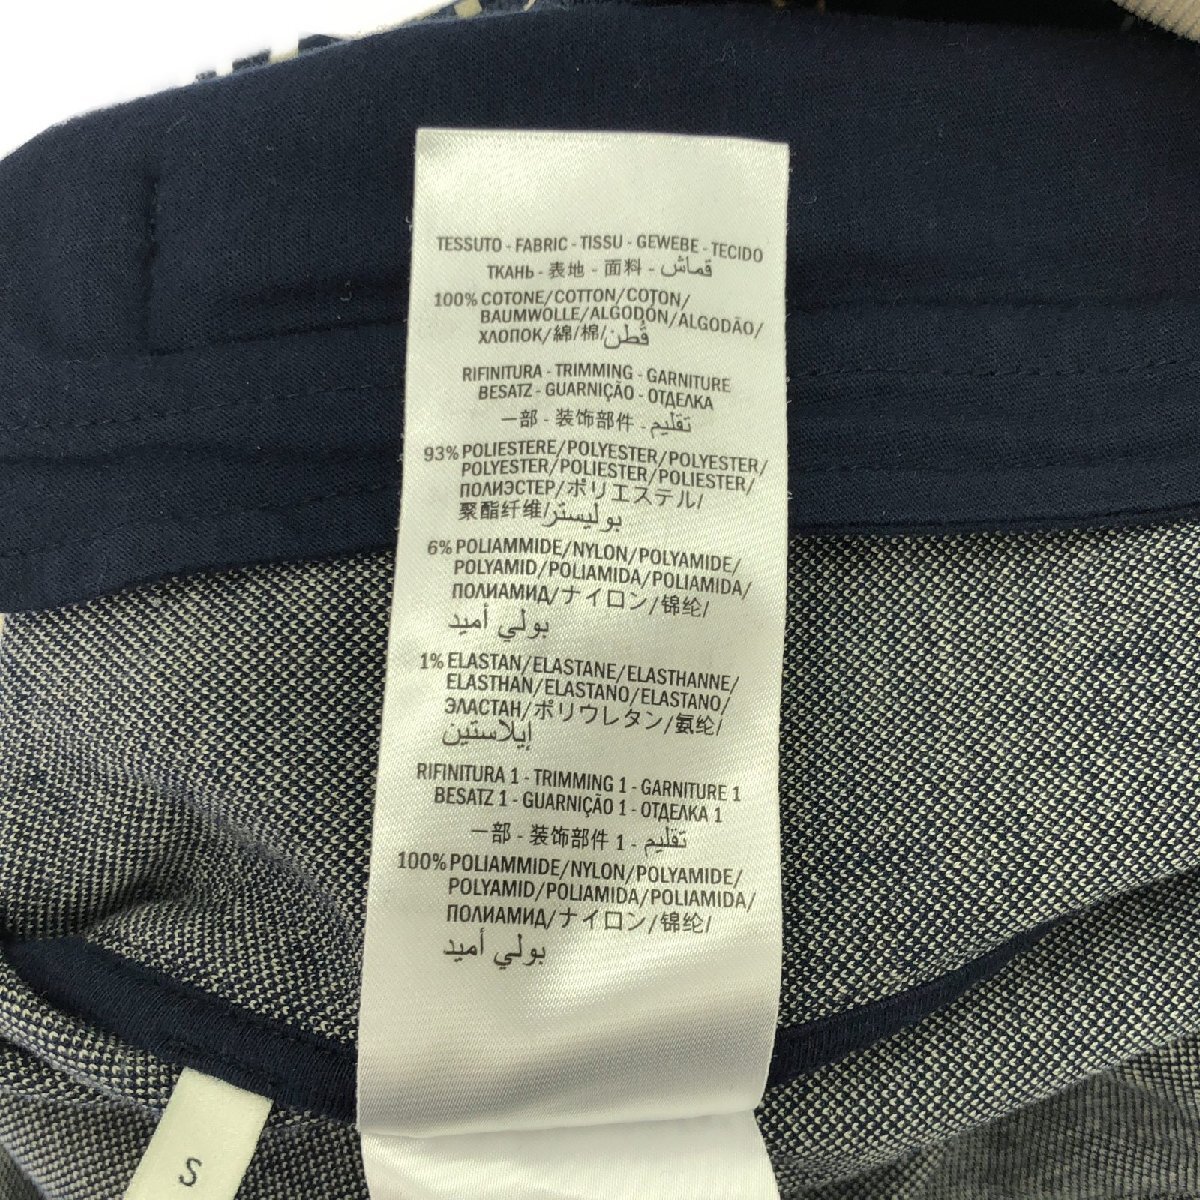 TESSUTO - FABRIC - TISSU - GEWEBE - TECIDO
ТКАНЬ - 表地 - 面料 - قماش
100% COTONE/COTTON/COTON/
BAUMWOLLE/ALGODÓN/ALGODÃO/
ХЛОПОК/綿/棉/قُطن
RIFINITURA - TRIMMING - GARNITURE
BESATZ - GUARNIÇÃO - ОТДЕЛКА
一部 - 装饰部件 - تقليم
93% POLIESTERE/POLYESTER/POLYESTER/
POLYESTER/POLIESTER/POLIESTER/
ПОЛИЭСТЕР/ポリエステル/
聚酯纤维/بوليستر
6% POLIAMMIDE/NYLON/POLYAMIDE/
POLYAMID/POLIAMIDA/POLIAMIDA/
ПОЛИАМИД/ナイロン/锦纶/
بولي أميد
1% ELASTAN/ELASTANE/ELASTHANNE/
ELASTHAN/ELASTANO/ELASTANO/
ЭЛАСТАН/ポリウレタン/氨纶/
إيلاستين
RIFINITURA 1 - TRIMMING 1 - GARNITURE 1
BESATZ 1 - GUARNIÇÃO 1 - ОТДЕЛКА 1
一部 - 装饰部件 1 - تقليم
100% POLIAMMIDE/NYLON/POLYAMIDE/
POLYAMID/POLIAMIDA/POLIAMIDA/
ПОЛИАМИД/ナイロン/锦纶/
بولي أميد
S